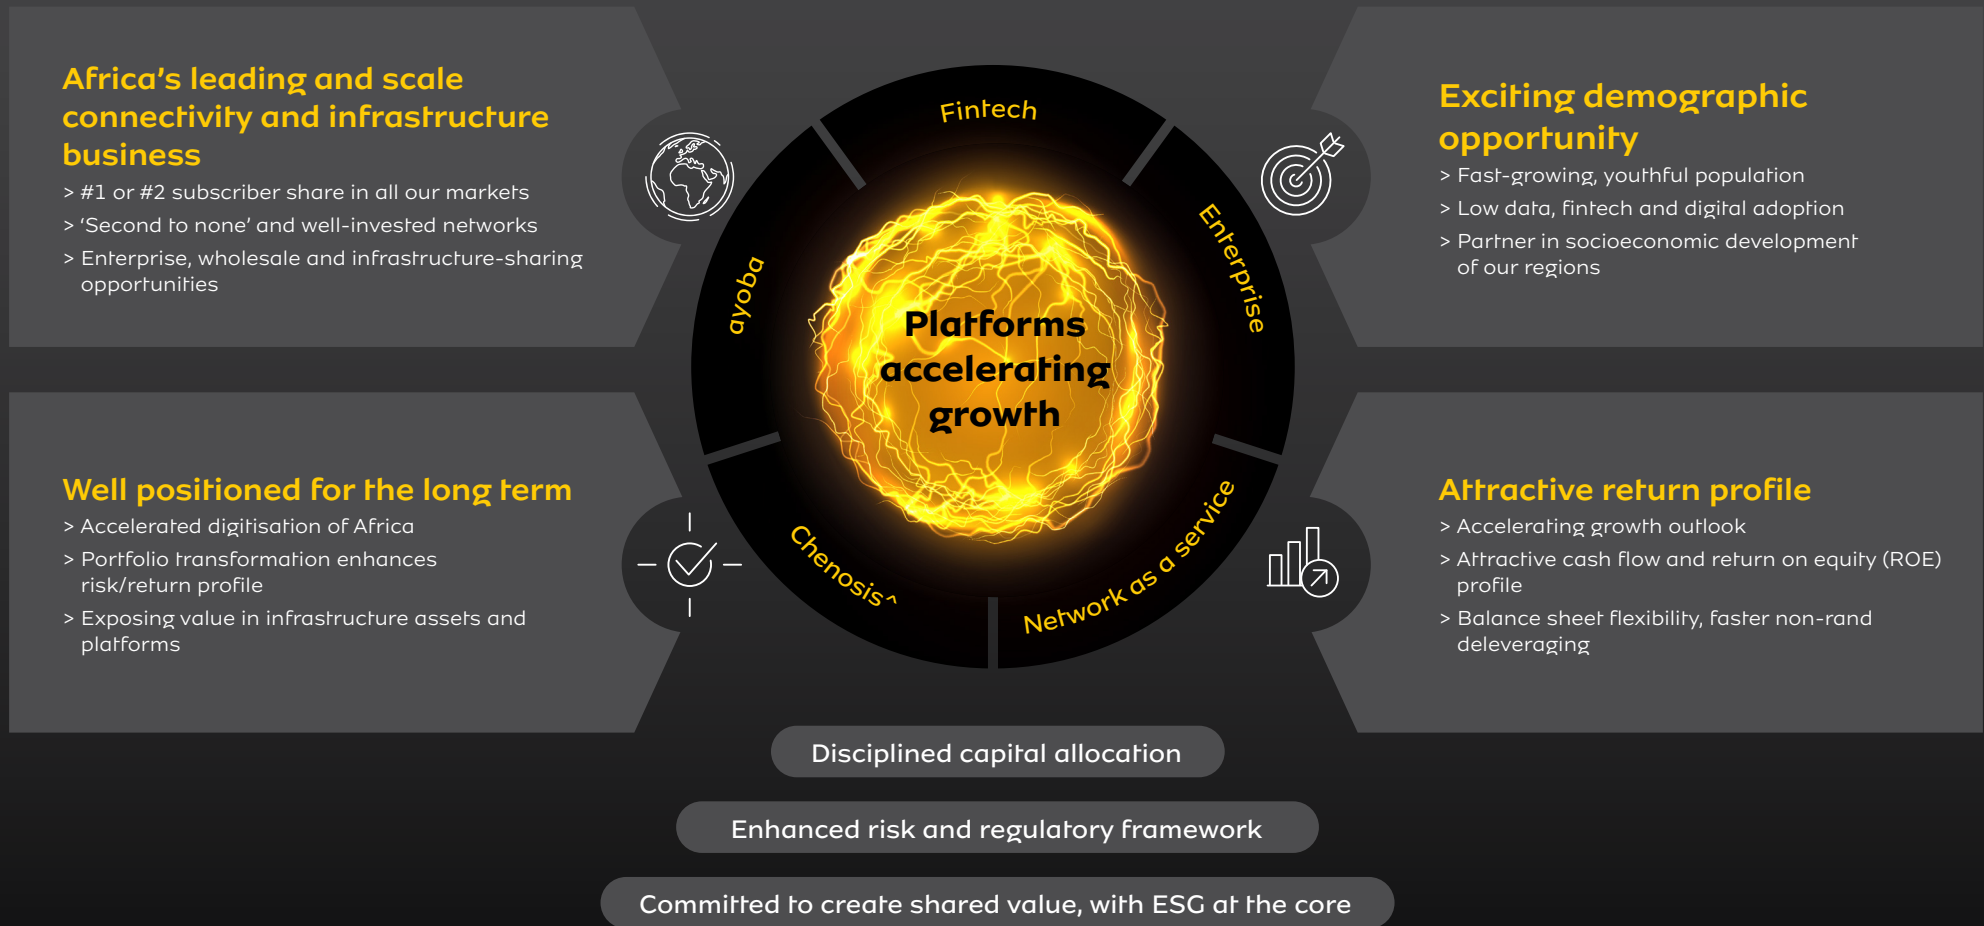 Africa's leading and scale
connectivity and infrastructure
business
> #1 or #2 subscriber share in all our markets
> ‘Second to none’ and well-invested networks
> Enterprise, wholesale and infrastructure-sharing
opportunities
Exciting demographic
opportunity
> Fast-growing, youthful population
> Low data, fintech and digital adoption
> Partner in socioeconomic development
of our regions
Fintech
Enterprise
Network as a service
Chenosis^
ayoba
Platforms
accelerating
growth
Well positioned for the long term
> Accelerated digitisation of Africa
> Portfolio transformation enhances
risk/return profile
> Exposing value in infrastructure assets and
platforms
Attractive return profile
> Accelerating growth outlook
> Attractive cash flow and return on equity (ROE)
profile
> Balance sheet flexibility, faster non-rand
deleveraging
Disciplined capital allocation
Enhanced risk and regulatory framework
Committed to create shared value, with ESG at the core